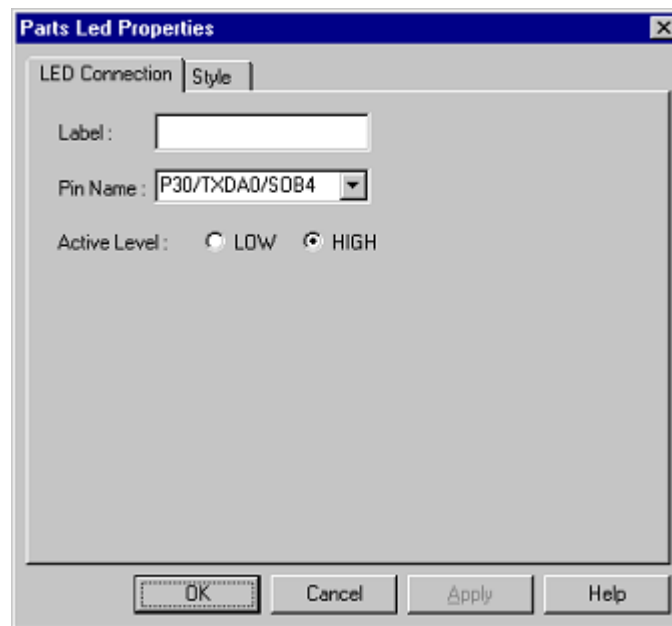 Parts Led Properties
LED Connection Style
Label :
Pin Name : P30/TXDA0/SOB4
Active Level : LOW HIGH
OK Cancel Apply Help